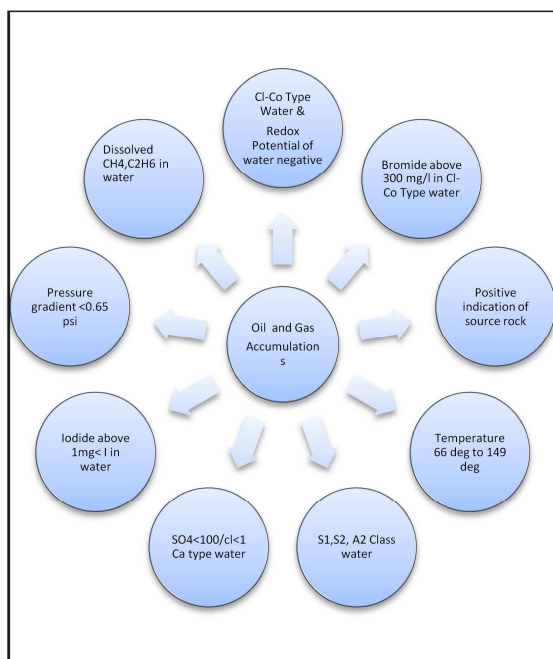 Cl-Co Type
Water &
Redox
Potential of
water negative
Bromide above
300 mg/l in Cl-
Co Type water
Positive
indication of
source rock
Temperature
66 deg to 149
deg
S1,S2, A2 Class
water
SO4<100/cl<1
Ca type water
Iodide above
1mg< I in
water
Pressure
gradient <0.65
psi
Dissolved
CH4,C2H6 in
water
Oil and Gas
Accumulation
s